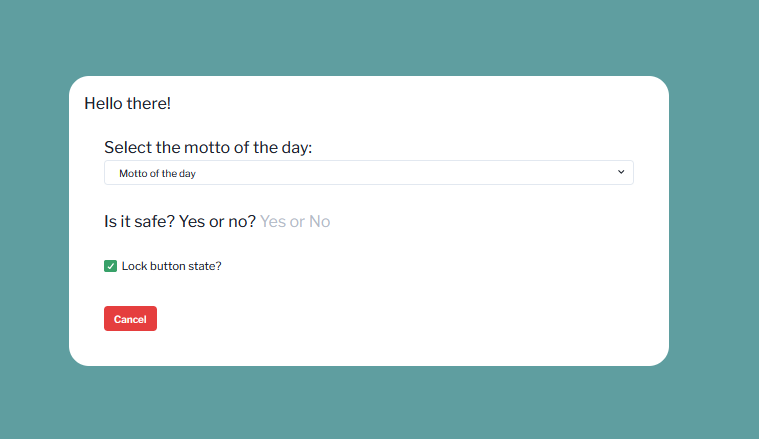 Hello there!
Select the motto of the day:
Motto of the day
Is it safe? Yes or no? Yes or No
Lock button state?
Cancel